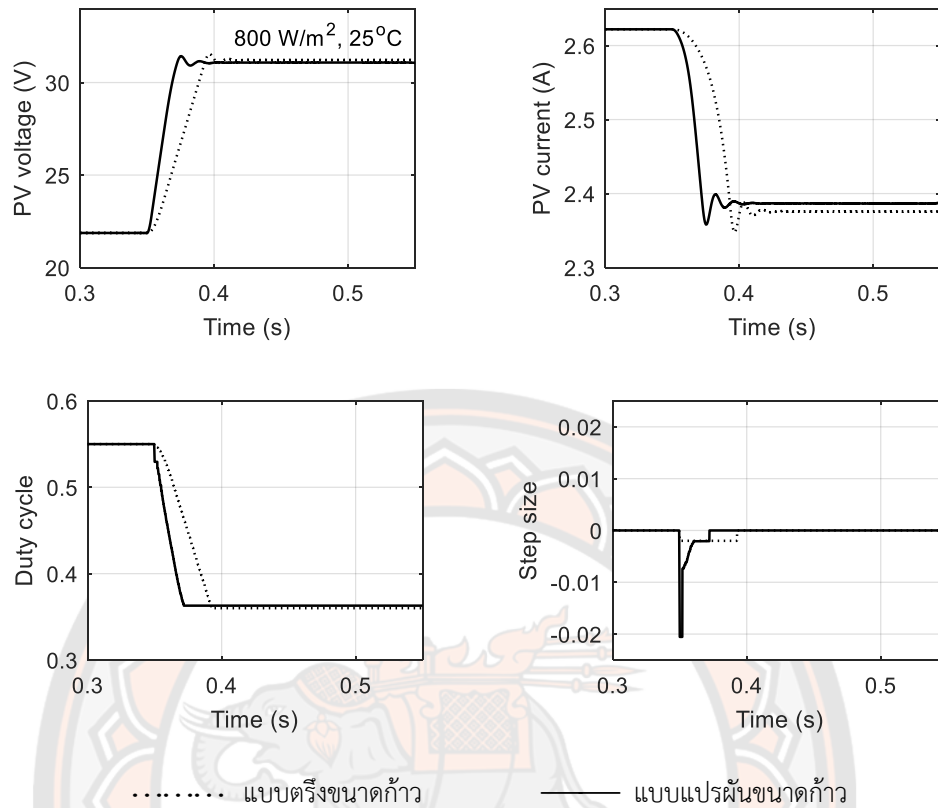 800 W/m², 25°C
PV voltage (V)
30
25
20
0.3 0.4 0.5
Time (s)
PV current (A)
2.6
2.5
2.4
2.3
0.3 0.4 0.5
Time (s)
Duty cycle
0.6
0.5
0.4
0.3
0.3 0.4 0.5
Time (s)
Step size
0.02
0.01
0
-0.01
-0.02
0.3 0.4 0.5
Time (s)
แบบตรึงขนาดก้าว แบบแปรผันขนาดก้าว